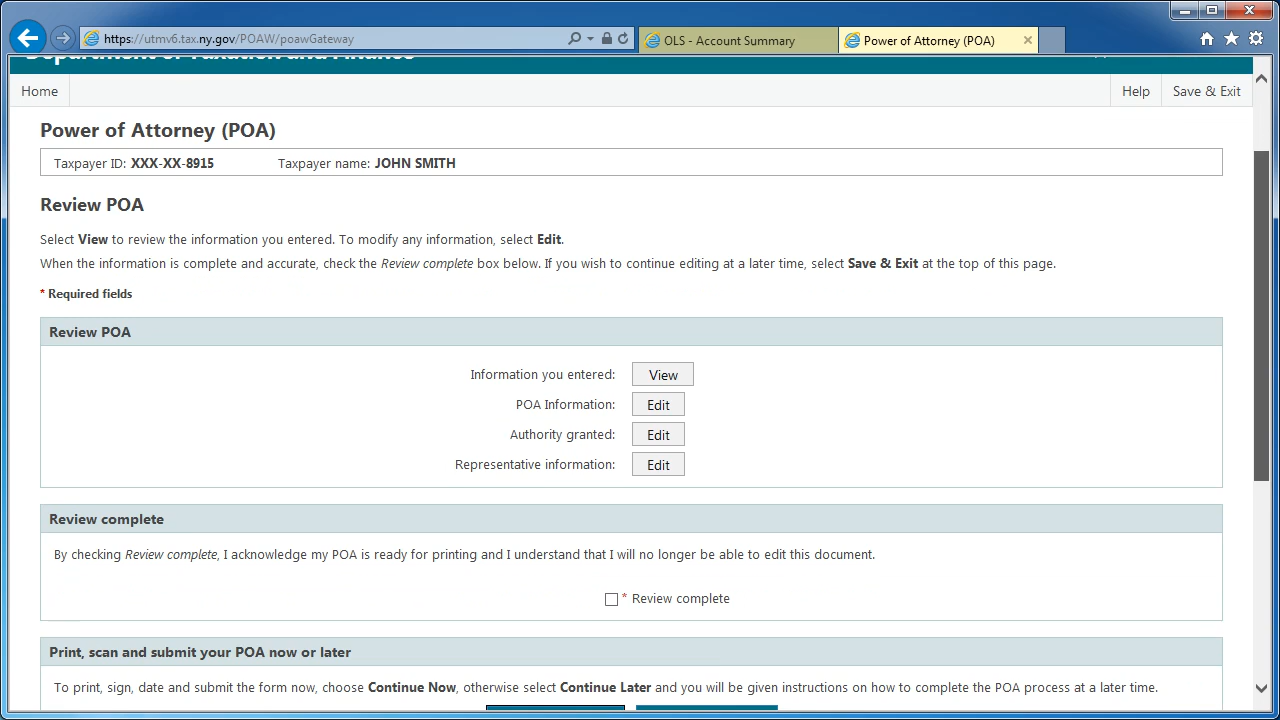 https://utmv6.tax.ny.gov/POAW/poawGateway
OLS - Account Summary
Power of Attorney (POA)
Department of Taxation and Finance
Home
Help
Save & Exit
Power of Attorney (POA)
Taxpayer ID: XXX-XX-8915 Taxpayer name: JOHN SMITH
Review POA
Select View to review the information you entered. To modify any information, select Edit.
When the information is complete and accurate, check the Review complete box below. If you wish to continue editing at a later time, select Save & Exit at the top of this page.
* Required fields
Review POA
Information you entered: View
POA Information: Edit
Authority granted: Edit
Representative information: Edit
Review complete
By checking Review complete, I acknowledge my POA is ready for printing and I understand that I will no longer be able to edit this document.
* Review complete
Print, scan and submit your POA now or later
To print, sign, date and submit the form now, choose Continue Now, otherwise select Continue Later and you will be given instructions on how to complete the POA process at a later time.